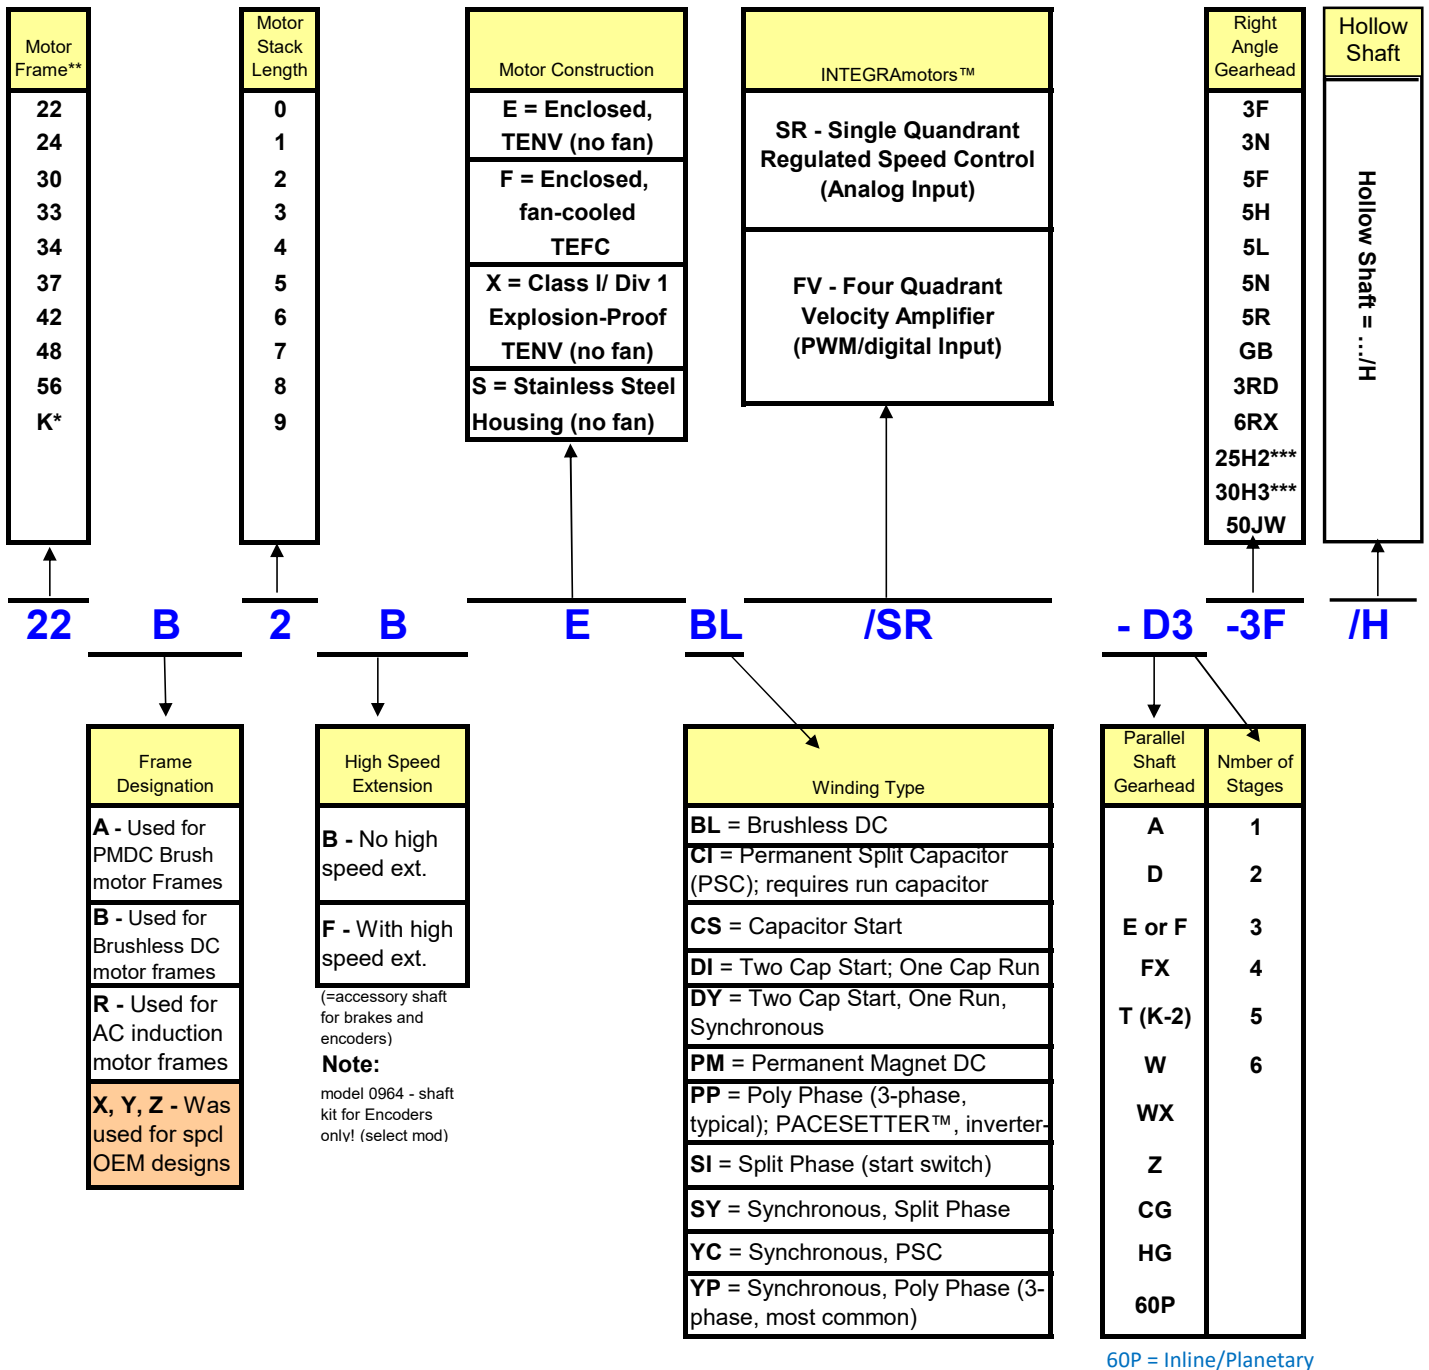 Motor
Frame**
22
24
30
33
34
37
42
48
56
K*
Motor
Stack
Length
0
1
2
3
4
5
6
7
8
9
Motor Construction
E = Enclosed,
TENV (no fan)
F = Enclosed,
fan-cooled
TEFC
X = Class I/ Div 1
Explosion-Proof
TENV (no fan)
S = Stainless Steel
Housing (no fan)
INTEGRAmotors™
SR - Single Quandrant
Regulated Speed Control
(Analog Input)
FV - Four Quadrant
Velocity Amplifier
(PWM/digital Input)
Right
Angle
Gearhead
3F
3N
5F
5H
5L
5N
5R
GB
3RD
6RX
25H2***
30H3***
50JW
Hollow
Shaft
Hollow Shaft = .../H
22 B 2 B E BL /SR - D3 -3F /H
Frame
Designation
A - Used for
PMDC Brush
motor Frames
B - Used for
Brushless DC
motor frames
R - Used for
AC induction
motor frames
X, Y, Z - Was
used for spcl
OEM designs
High Speed
Extension
B - No high
speed ext.
F - With high
speed ext.
(=accessory shaft
for brakes and
encoders)
Note:
model 0964 - shaft
kit for Encoders
only! (select mod)
Winding Type
BL = Brushless DC
CI = Permanent Split Capacitor
(PSC); requires run capacitor
CS = Capacitor Start
DI = Two Cap Start; One Cap Run
DY = Two Cap Start, One Run,
Synchronous
PM = Permanent Magnet DC
PP = Poly Phase (3-phase,
typical); PACESETTER™, inverter-
SI = Split Phase (start switch)
SY = Synchronous, Split Phase
YC = Synchronous, PSC
YP = Synchronous, Poly Phase (3-
phase, most common)
Parallel
Shaft
Gearhead
A
D
E or F
FX
T (K-2)
W
WX
Z
CG
HG
60P
Nmber of
Stages
1
2
3
4
5
6
60P = Inline/Planetary